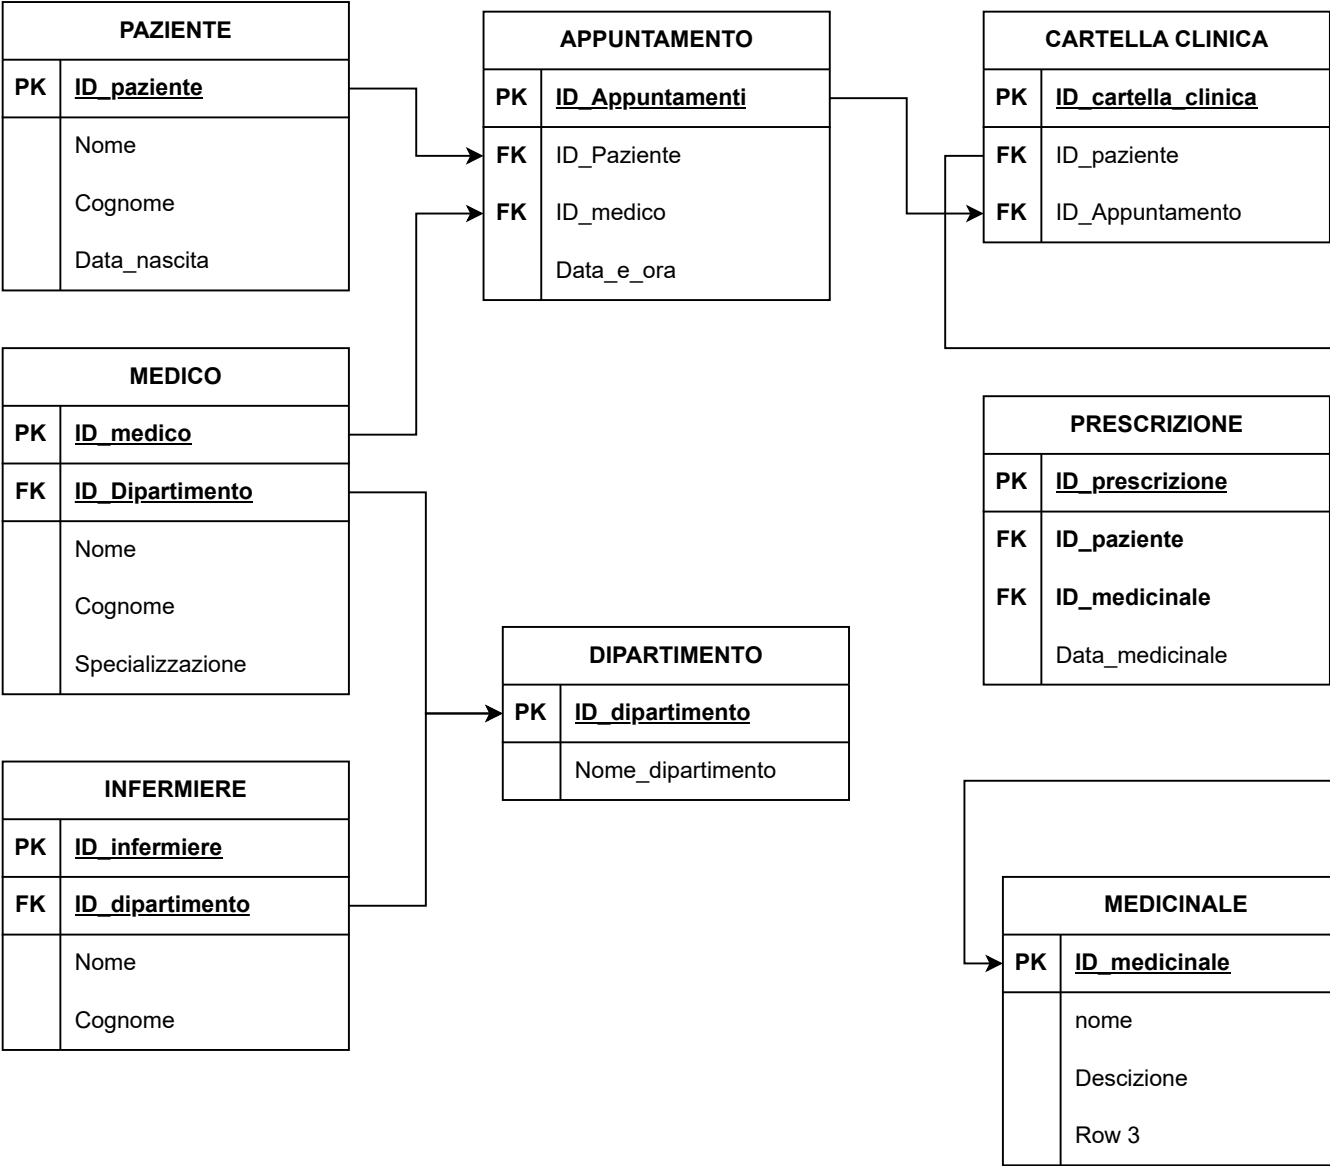 PAZIENTE
PK ID_paziente
Nome
Cognome
Data_nascita
APPUNTAMENTO
PK ID_Appuntamenti
FK ID_Paziente
FK ID_medico
Data_e_ora
CARTELLA CLINICA
PK ID_cartella_clinica
FK ID_paziente
FK ID_Appuntamento
MEDICO
PK ID_medico
FK ID_Dipartimento
Nome
Cognome
Specializzazione
PRESCRIZIONE
PK ID_prescrizione
FK ID_paziente
FK ID_medicinale
Data_medicinale
DIPARTIMENTO
PK ID_dipartimento
Nome_dipartimento
INFERMIERE
PK ID_infermiere
FK ID_dipartimento
Nome
Cognome
MEDICINALE
PK ID_medicinale
nome
Descizione
Row 3